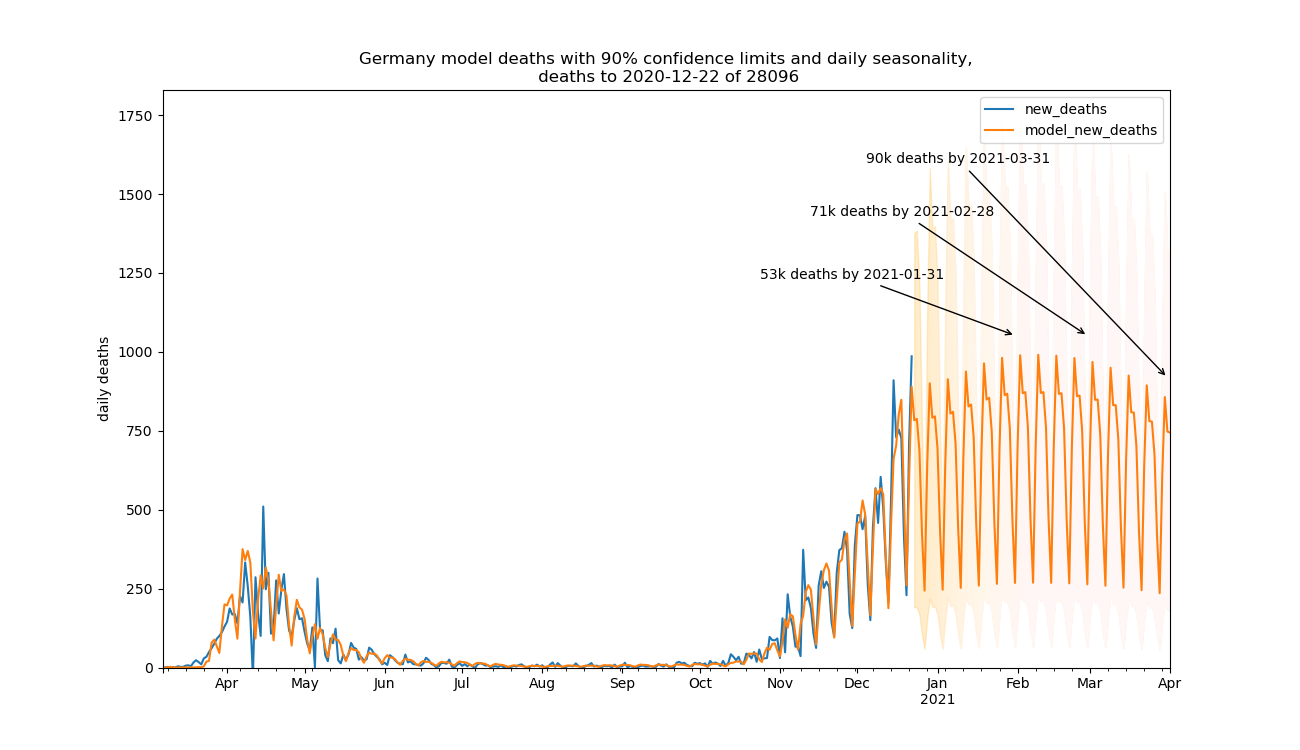 Germany model deaths with 90% confidence limits and daily seasonality,
deaths to 2020-12-22 of 28096
new_deaths
model_new_deaths
90k deaths by 2021-03-31
71k deaths by 2021-02-28
53k deaths by 2021-01-31
daily deaths
1750
1500
1250
1000
750
500
250
0
Apr May Jun Jul Aug Sep Oct Nov Dec Jan Feb Mar Apr
2021